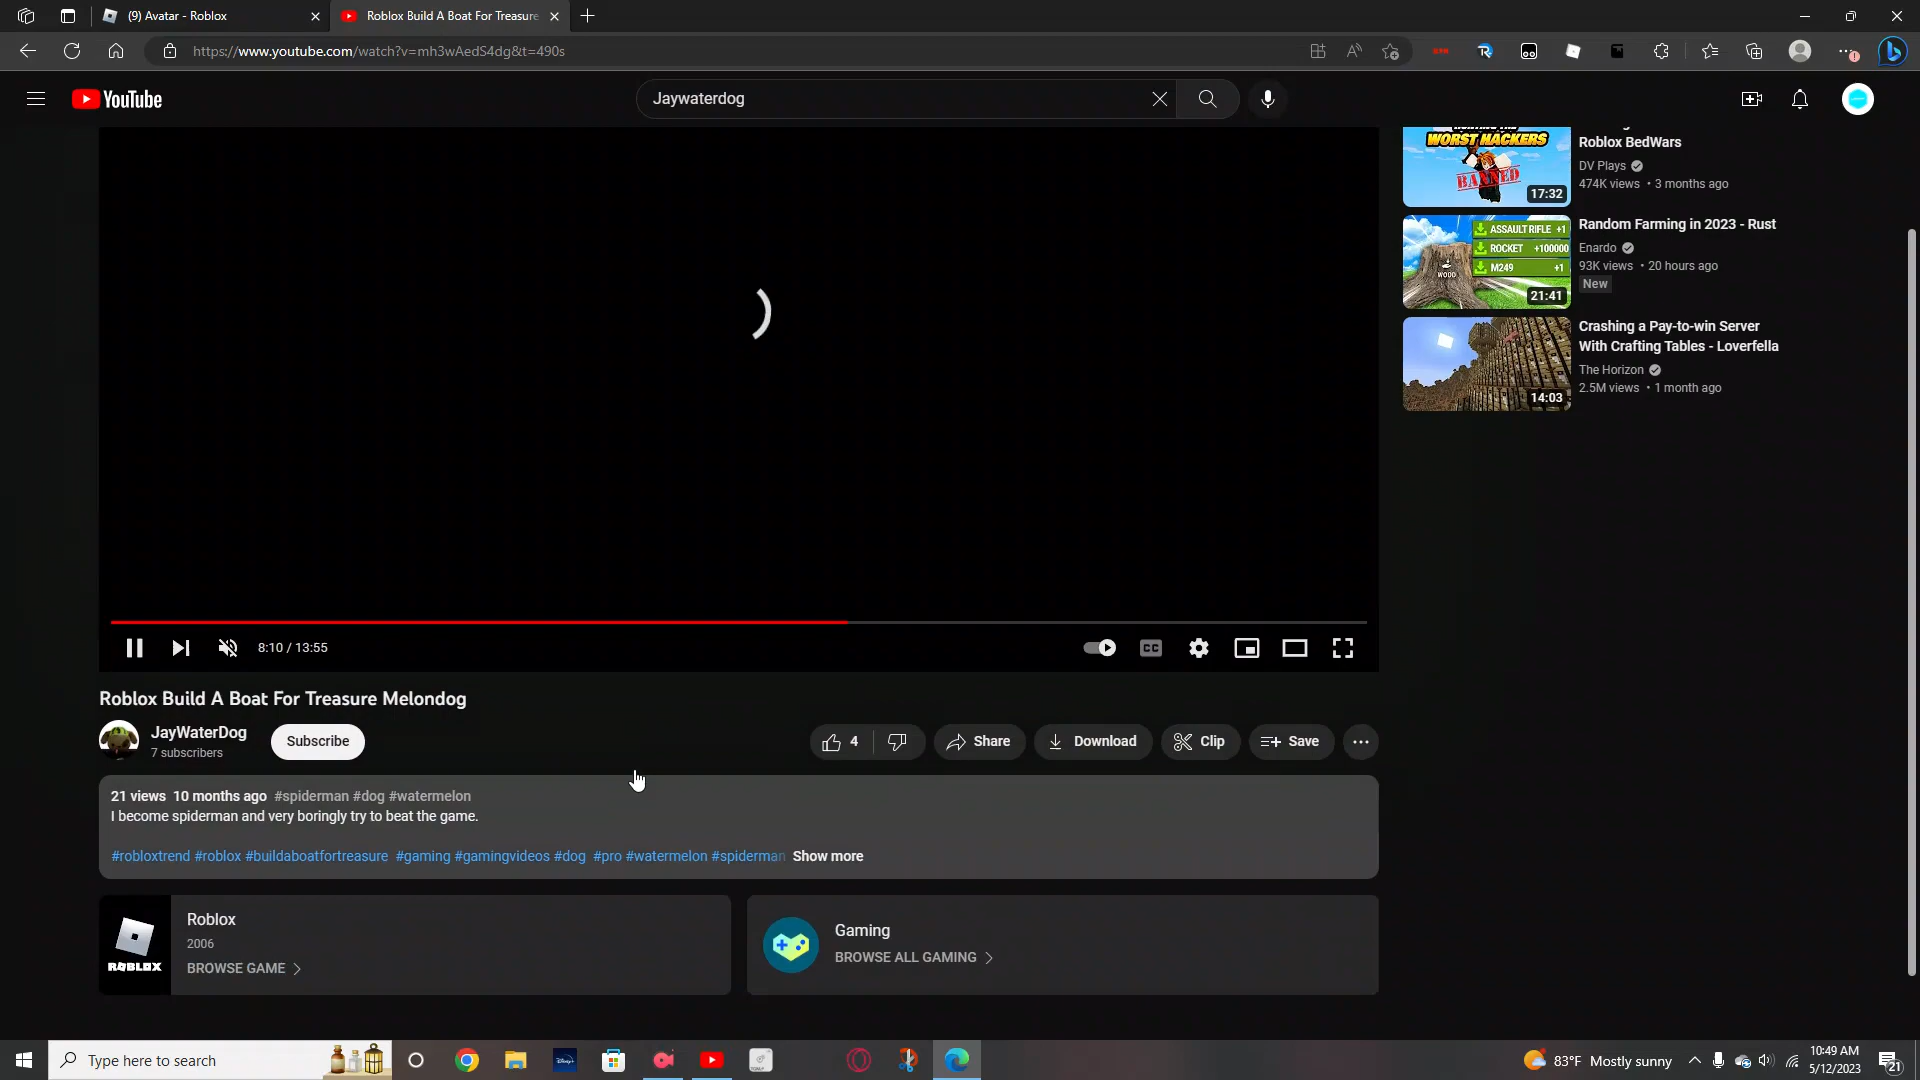 (9) Avatar - Roblox
Roblox Build A Boat For Treasure
https://www.youtube.com/watch?v=mh3wAedS4dg&t=490s
YouTube
Jaywaterdog
WORST HACKERS
BANNED
17:32
Roblox BedWars
DV Plays
474K views • 3 months ago
ASSAULT RIFLE +1
ROCKET +100000
M249 +1
WOOD
21:41
Random Farming in 2023 - Rust
Enardo
93K views • 20 hours ago
New
14:03
Crashing a Pay-to-win Server
With Crafting Tables - Loverfella
The Horizon
2.5M views • 1 month ago
8:10 / 13:55
CC
Roblox Build A Boat For Treasure Melondog
JayWaterDog
7 subscribers
Subscribe
4
Share
Download
Clip
Save
21 views 10 months ago #spiderman #dog #watermelon
I become spiderman and very boringly try to beat the game.
#robloxtrend #roblox #buildaboatfortreasure #gaming #gamingvideos #dog #pro #watermelon #spiderman Show more
ROBLOX
Roblox
2006
BROWSE GAME
Gaming
BROWSE ALL GAMING
Type here to search
Disney+
83°F Mostly sunny
10:49 AM
5/12/2023
21